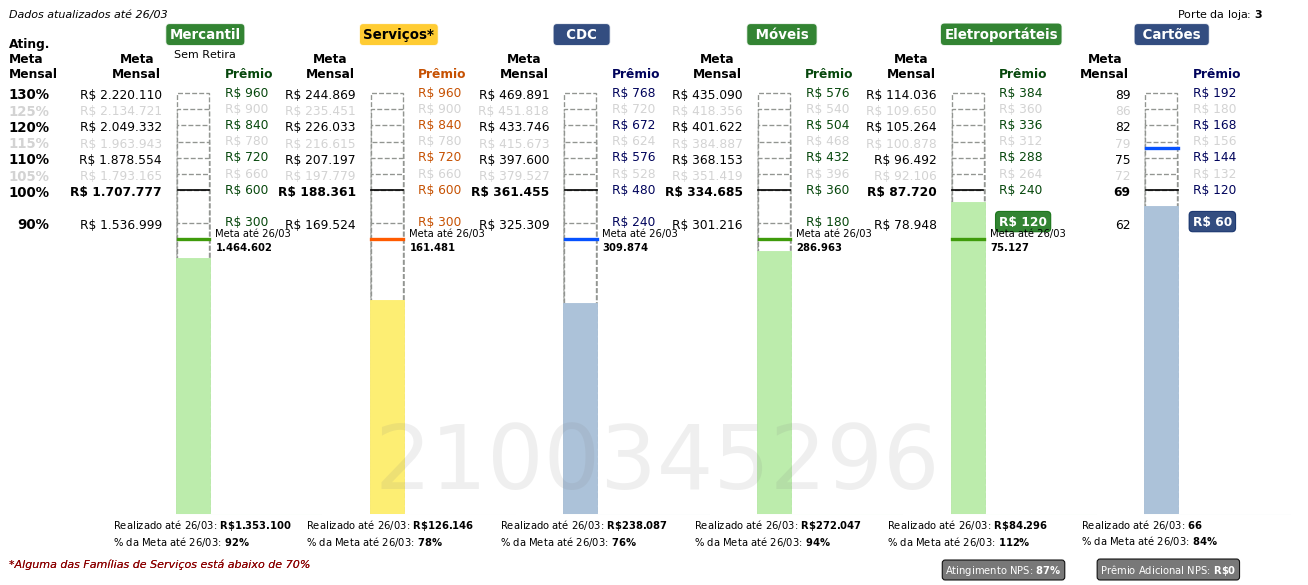 Dados atualizados até 26/03
Porte da loja: 3
Mercantil Serviços* CDC Móveis Eletroportáteis Cartões
Sem Retira
Ating. Meta Mensal
Meta Mensal Prêmio Meta Mensal Prêmio Meta Mensal Prêmio Meta Mensal Prêmio Meta Mensal Prêmio Meta Mensal Prêmio
130% R$ 2.220.110 R$ 960 R$ 244.869 R$ 960 R$ 469.891 R$ 768 R$ 435.090 R$ 576 R$ 114.036 R$ 384 89 R$ 192
125% R$ 2.134.721 R$ 900 R$ 235.451 R$ 900 R$ 451.818 R$ 720 R$ 418.356 R$ 540 R$ 109.650 R$ 360 86 R$ 180
120% R$ 2.049.332 R$ 840 R$ 226.033 R$ 840 R$ 433.746 R$ 672 R$ 401.622 R$ 504 R$ 105.264 R$ 336 82 R$ 168
115% R$ 1.963.943 R$ 780 R$ 216.615 R$ 780 R$ 415.673 R$ 624 R$ 384.887 R$ 468 R$ 100.878 R$ 312 79 R$ 156
110% R$ 1.878.554 R$ 720 R$ 207.197 R$ 720 R$ 397.600 R$ 576 R$ 368.153 R$ 432 R$ 96.492 R$ 288 75 R$ 144
105% R$ 1.793.165 R$ 660 R$ 197.779 R$ 660 R$ 379.527 R$ 528 R$ 351.419 R$ 396 R$ 92.106 R$ 264 72 R$ 132
100% R$ 1.707.777 R$ 600 R$ 188.361 R$ 600 R$ 361.455 R$ 480 R$ 334.685 R$ 360 R$ 87.720 R$ 240 69 R$ 120
90% R$ 1.536.999 R$ 300 R$ 169.524 R$ 300 R$ 325.309 R$ 240 R$ 301.216 R$ 180 R$ 78.948 R$ 120 62 R$ 60
Meta até 26/03 Meta até 26/03 Meta até 26/03 Meta até 26/03 Meta até 26/03
1.464.602 161.481 309.874 286.963 75.127
2100345296
Realizado até 26/03: R$1.353.100 Realizado até 26/03: R$126.146 Realizado até 26/03: R$238.087 Realizado até 26/03: R$272.047 Realizado até 26/03: R$84.296 Realizado até 26/03: 66
% da Meta até 26/03: 92% % da Meta até 26/03: 78% % da Meta até 26/03: 76% % da Meta até 26/03: 94% % da Meta até 26/03: 112% % da Meta até 26/03: 84%
*Alguma das Famílias de Serviços está abaixo de 70%
Atingimento NPS: 87% Prêmio Adicional NPS: R$0